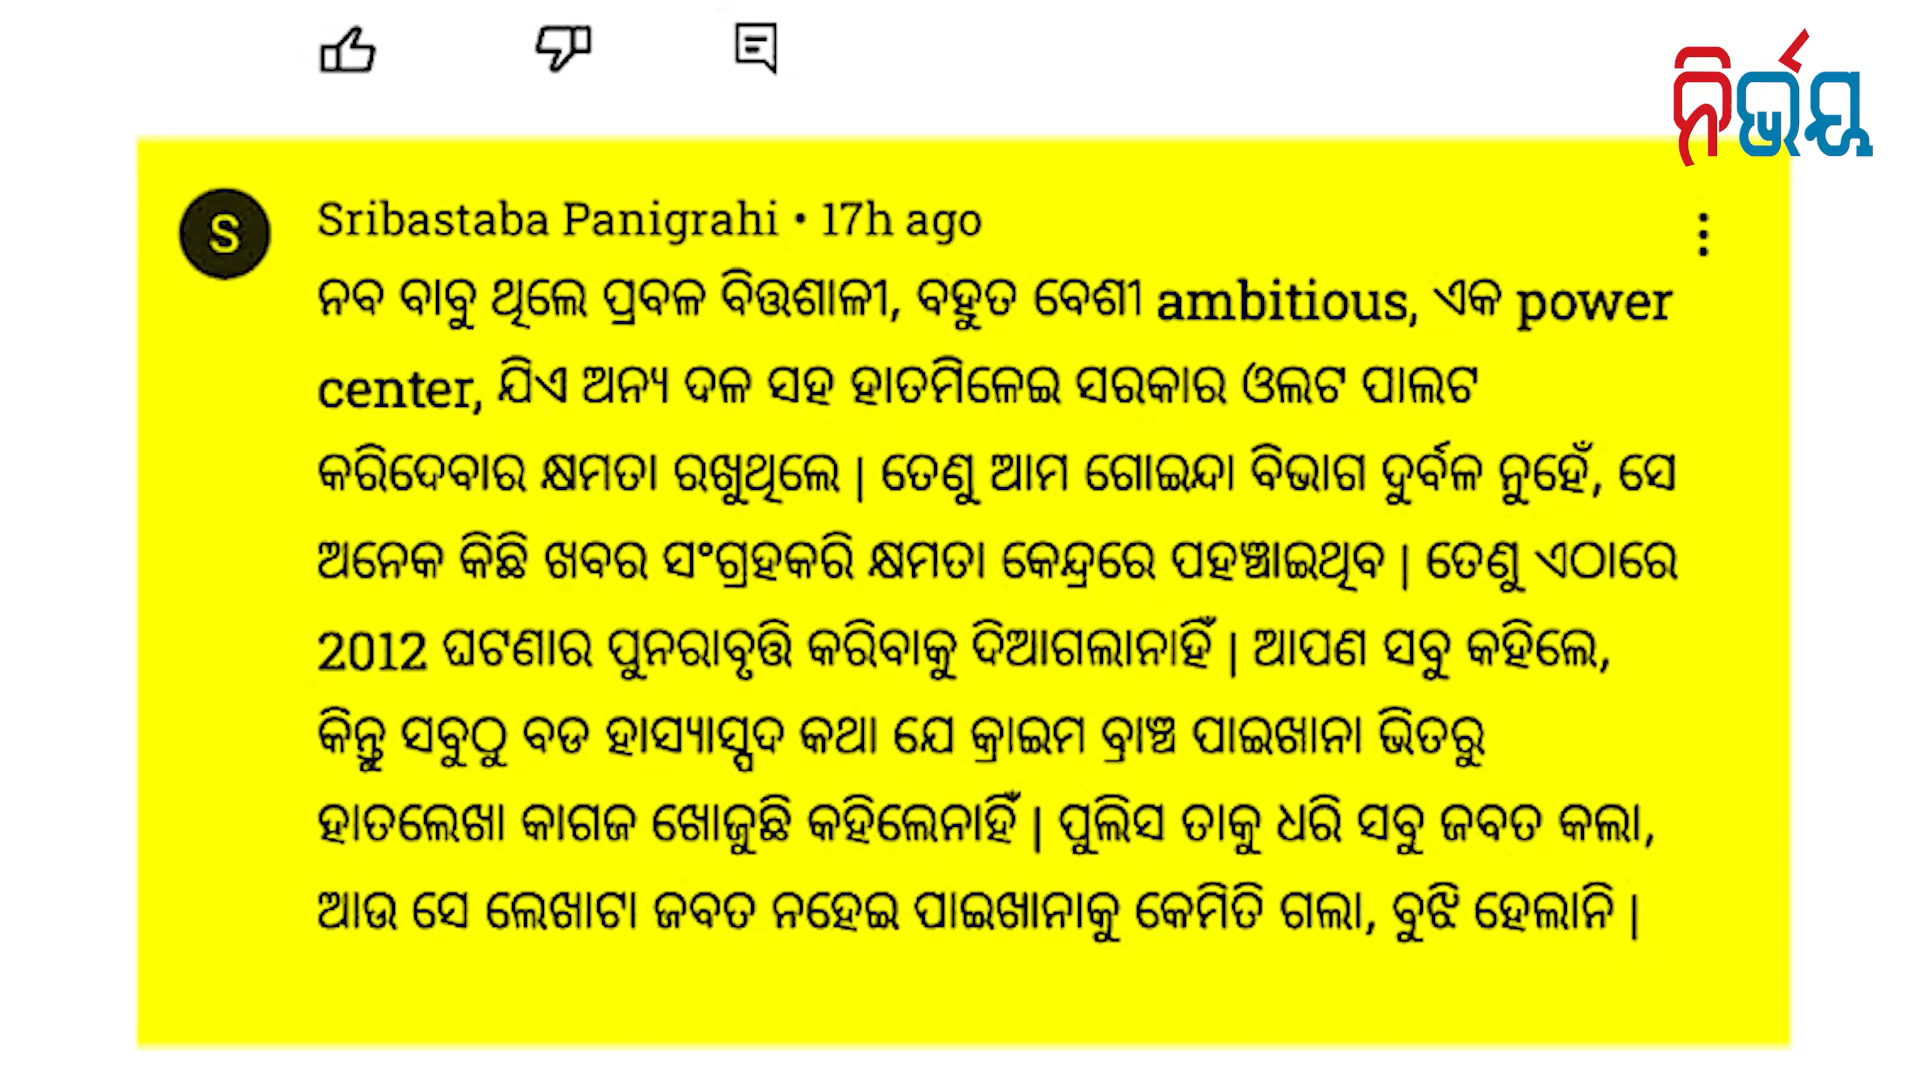 ନିର୍ଭୟ
S
Sribastaba Panigrahi • 17h ago
ନବ ବାବୁ ଥିଲେ ପ୍ରବଳ ବିତ୍ତଶାଳୀ, ବହୁତ ବେଶୀ ambitious, ଏକ power
center, ଯିଏ ଅନ୍ୟ ଦଳ ସହ ହାତମିଳେଇ ସରକାର ଓଲଟ ପାଲଟ
କରିଦେବାର କ୍ଷମତା ରଖୁଥିଲେ | ତେଣୁ ଆମ ଗୋଇନ୍ଦା ବିଭାଗ ଦୁର୍ବଳ ନୁହେଁ, ସେ
ଅନେକ କିଛି ଖବର ସଂଗ୍ରହକରି କ୍ଷମତା କେନ୍ଦ୍ରରେ ପହଞ୍ଚାଇଥିବ | ତେଣୁ ଏଠାରେ
2012 ଘଟଣାର ପୁନରାବୃତ୍ତି କରିବାକୁ ଦିଆଗଲାନାହିଁ | ଆପଣ ସବୁ କହିଲେ,
କିନ୍ତୁ ସବୁଠୁ ବଡ ହାସ୍ୟାସ୍ପଦ କଥା ଯେ କ୍ରାଇମ ବ୍ରାଞ୍ଚ ପାଇଖାନା ଭିତରୁ
ହାତଲେଖା କାଗଜ ଖୋଜୁଛି କହିଲେନାହିଁ | ପୁଲିସ ତାକୁ ଧରି ସବୁ ଜବତ କଲା,
ଆଉ ସେ ଲେଖାଟା ଜବତ ନହେଇ ପାଇଖାନାକୁ କେମିତି ଗଲା, ବୁଝି ହେଲାନି |